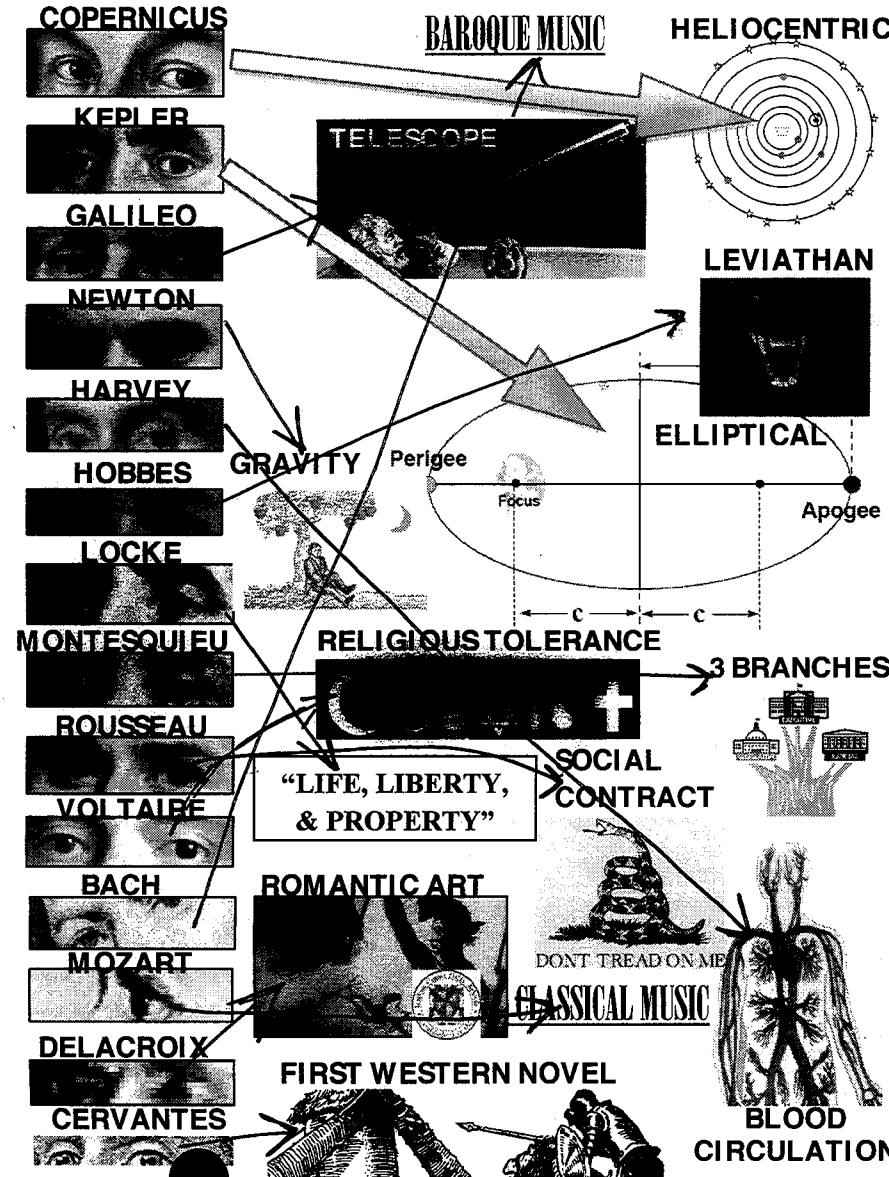 COPERNICUS
BAROQUE MUSIC
HELIOCENTRIC
KEPLER
TELESCOPE
GALILEO
LEVIATHAN
NEWTON
HARVEY
ELLIPTICAL
GRAVITY
Perigee
HOBBES
Focus
Apogee
LOCKE
c
c
MONTESQUIEU
RELIGIOUS TOLERANCE
3 BRANCHES
ROUSSEAU
SOCIAL
CONTRACT
"LIFE, LIBERTY,
& PROPERTY"
VOLTAIRE
BACH
ROMANTIC ART
DONT TREAD ON ME
MOZART
CLASSICAL MUSIC
DELACROIX
FIRST WESTERN NOVEL
CERVANTES
BLOOD
CIRCULATION